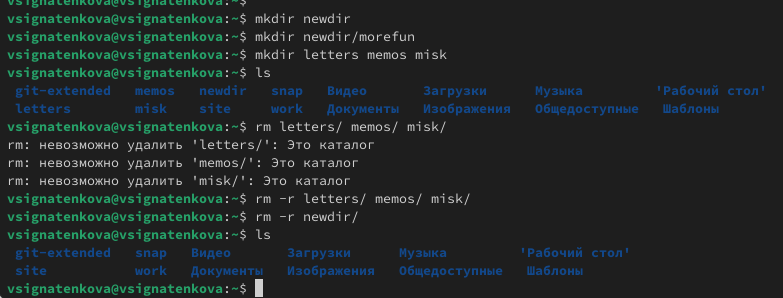 vsignatenkova@vsignatenkova:~$
vsignatenkova@vsignatenkova:~$ mkdir newdir
vsignatenkova@vsignatenkova:~$ mkdir newdir/morefun
vsignatenkova@vsignatenkova:~$ mkdir letters memos misk
vsignatenkova@vsignatenkova:~$ ls
git-extended memos newdir snap Видео Загрузки Музыка 'Рабочий стол'
letters misk site work Документы Изображения Общедоступные Шаблоны
vsignatenkova@vsignatenkova:~$ rm letters/ memos/ misk/
rm: невозможно удалить 'letters/': Это каталог
rm: невозможно удалить 'memos/': Это каталог
rm: невозможно удалить 'misk/': Это каталог
vsignatenkova@vsignatenkova:~$ rm -r letters/ memos/ misk/
vsignatenkova@vsignatenkova:~$ rm -r newdir/
vsignatenkova@vsignatenkova:~$ ls
git-extended snap Видео Загрузки Музыка 'Рабочий стол'
site work Документы Изображения Общедоступные Шаблоны
vsignatenkova@vsignatenkova:~$